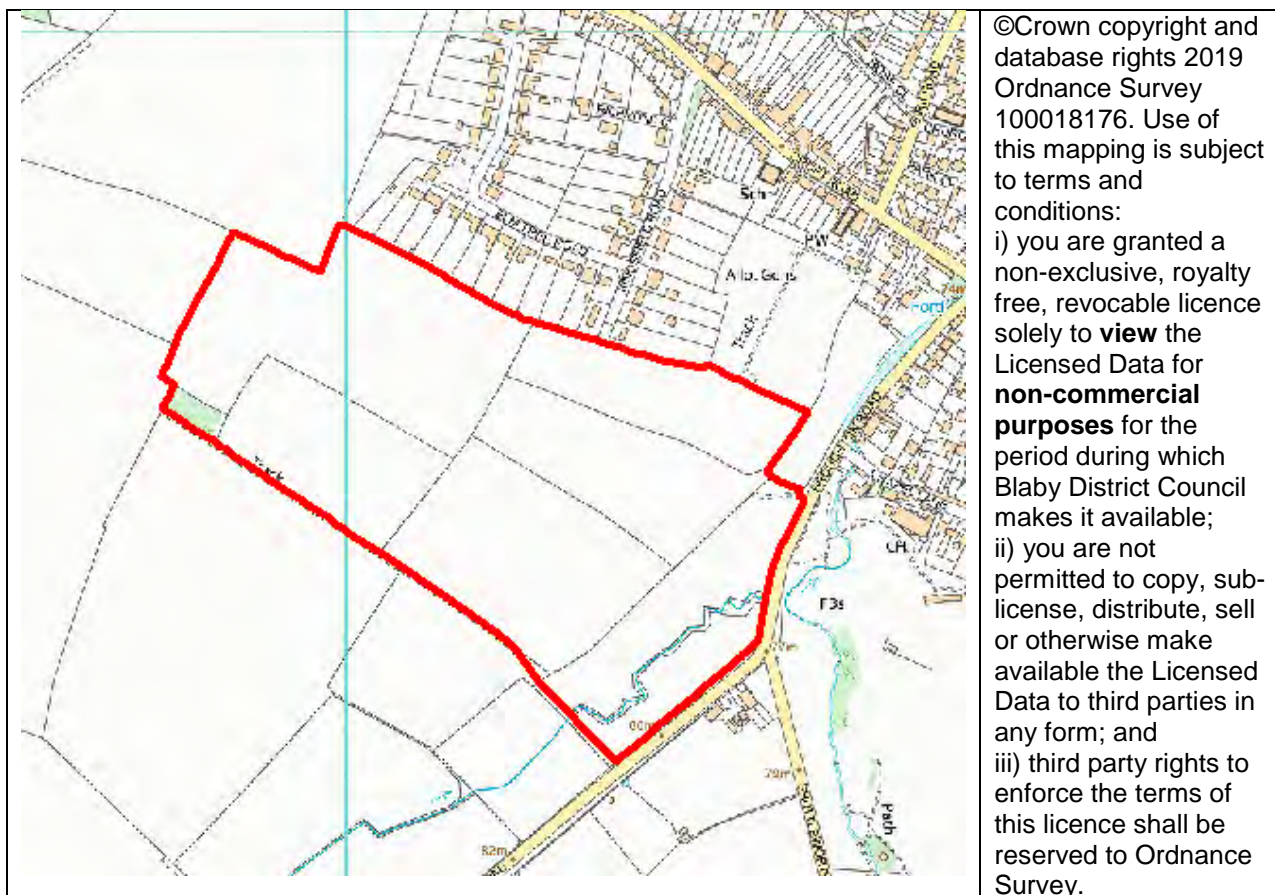 ©Crown copyright and
database rights 2019
Ordnance Survey
100018176. Use of
this mapping is subject
to terms and
conditions:
i) you are granted a
non-exclusive, royalty
free, revocable licence
solely to view the
Licensed Data for
non-commercial
purposes for the
period during which
Blaby District Council
makes it available;
ii) you are not
permitted to copy, sub-
license, distribute, sell
or otherwise make
available the Licensed
Data to third parties in
any form; and
iii) third party rights to
enforce the terms of
this licence shall be
reserved to Ordnance
Survey.
Sch
PW
Allot Gdns
Track
Ford
74m
Track
FBs
80m
79m
Path
82m